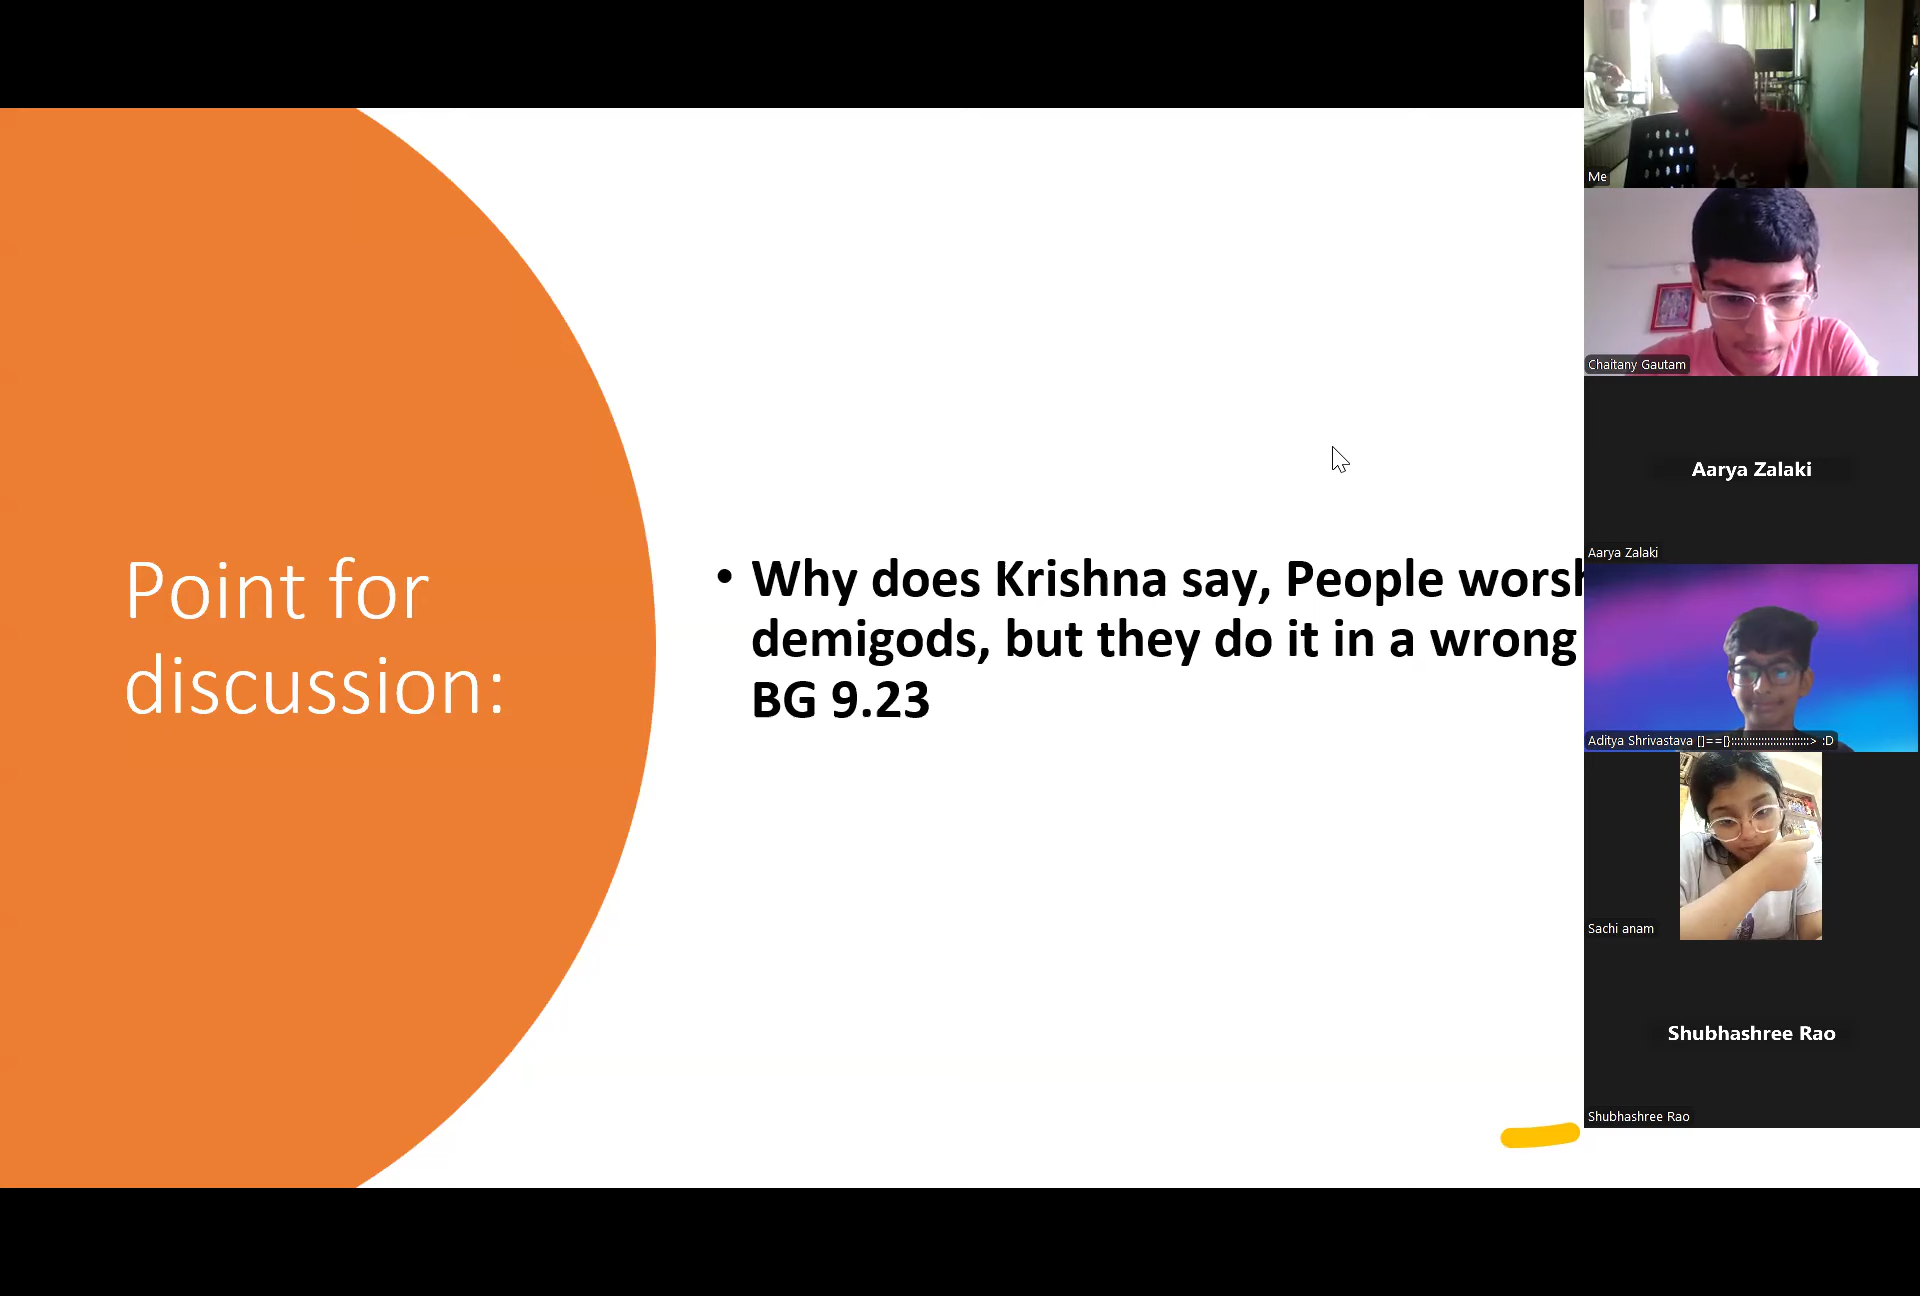 Point for
discussion:
• Why does Krishna say, People worsh
demigods, but they do it in a wrong
BG 9.23
Me
Chaitany Gautam
Aarya Zalaki
Aarya Zalaki
Aditya Shrivastava []==[}::::::::::::::::::::::::::> :D
Sachi anam
Shubhashree Rao
Shubhashree Rao